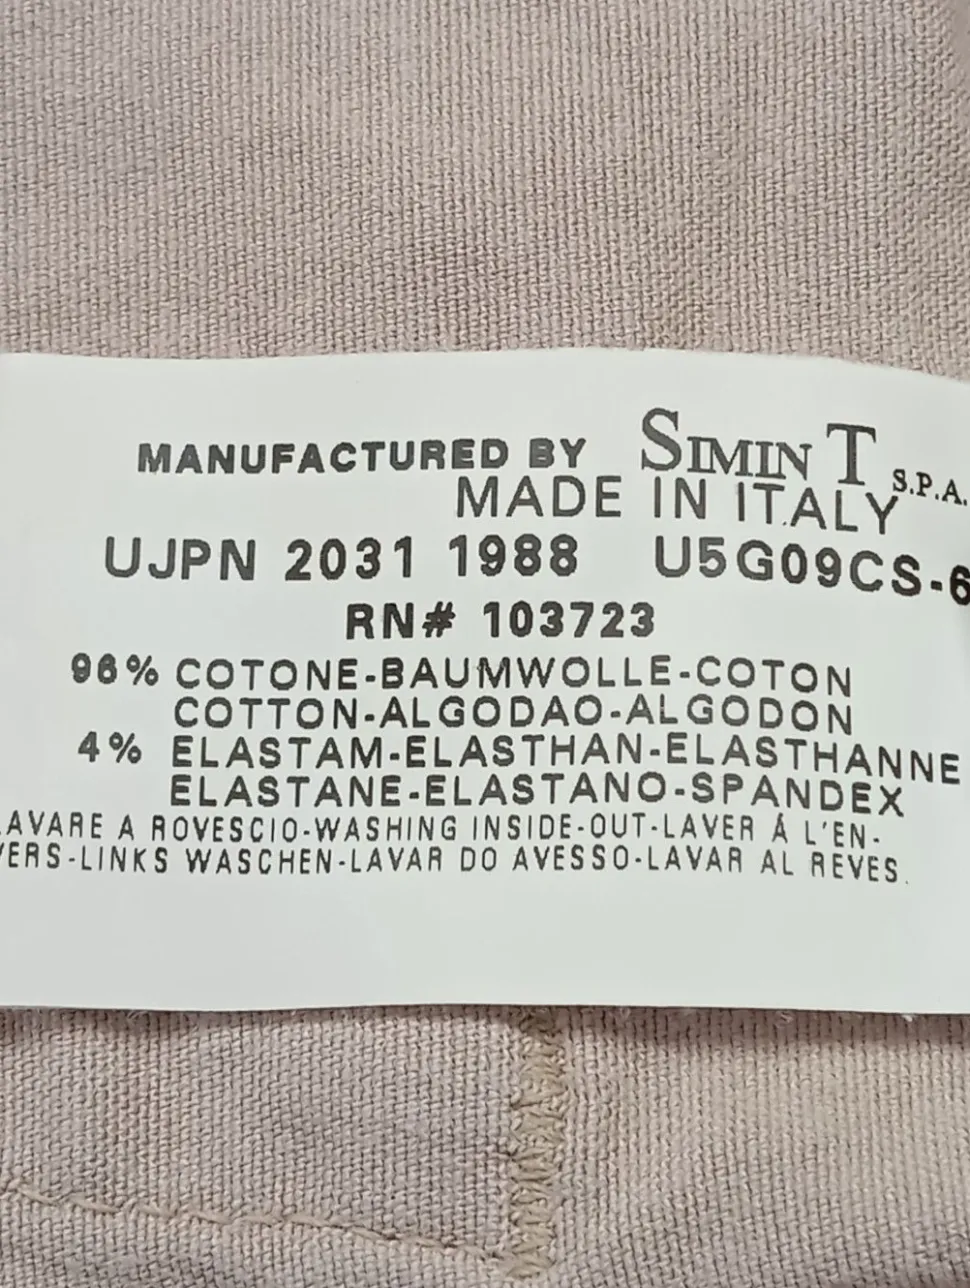 MANUFACTURED BY SIMIN T S.P.A.
MADE IN ITALY
UJPN 2031 1988 U5G09CS-6
RN# 103723
96% COTONE-BAUMWOLLE-COTON
COTTON-ALGODAO-ALGODON
4% ELASTAM-ELASTHAN-ELASTHANNE
ELASTANE-ELASTANO-SPANDEX
LAVARE A ROVESCIO-WASHING INSIDE-OUT-LAVER Á L'EN-
VERS-LINKS WASCHEN-LAVAR DO AVESSO-LAVAR AL REVES.